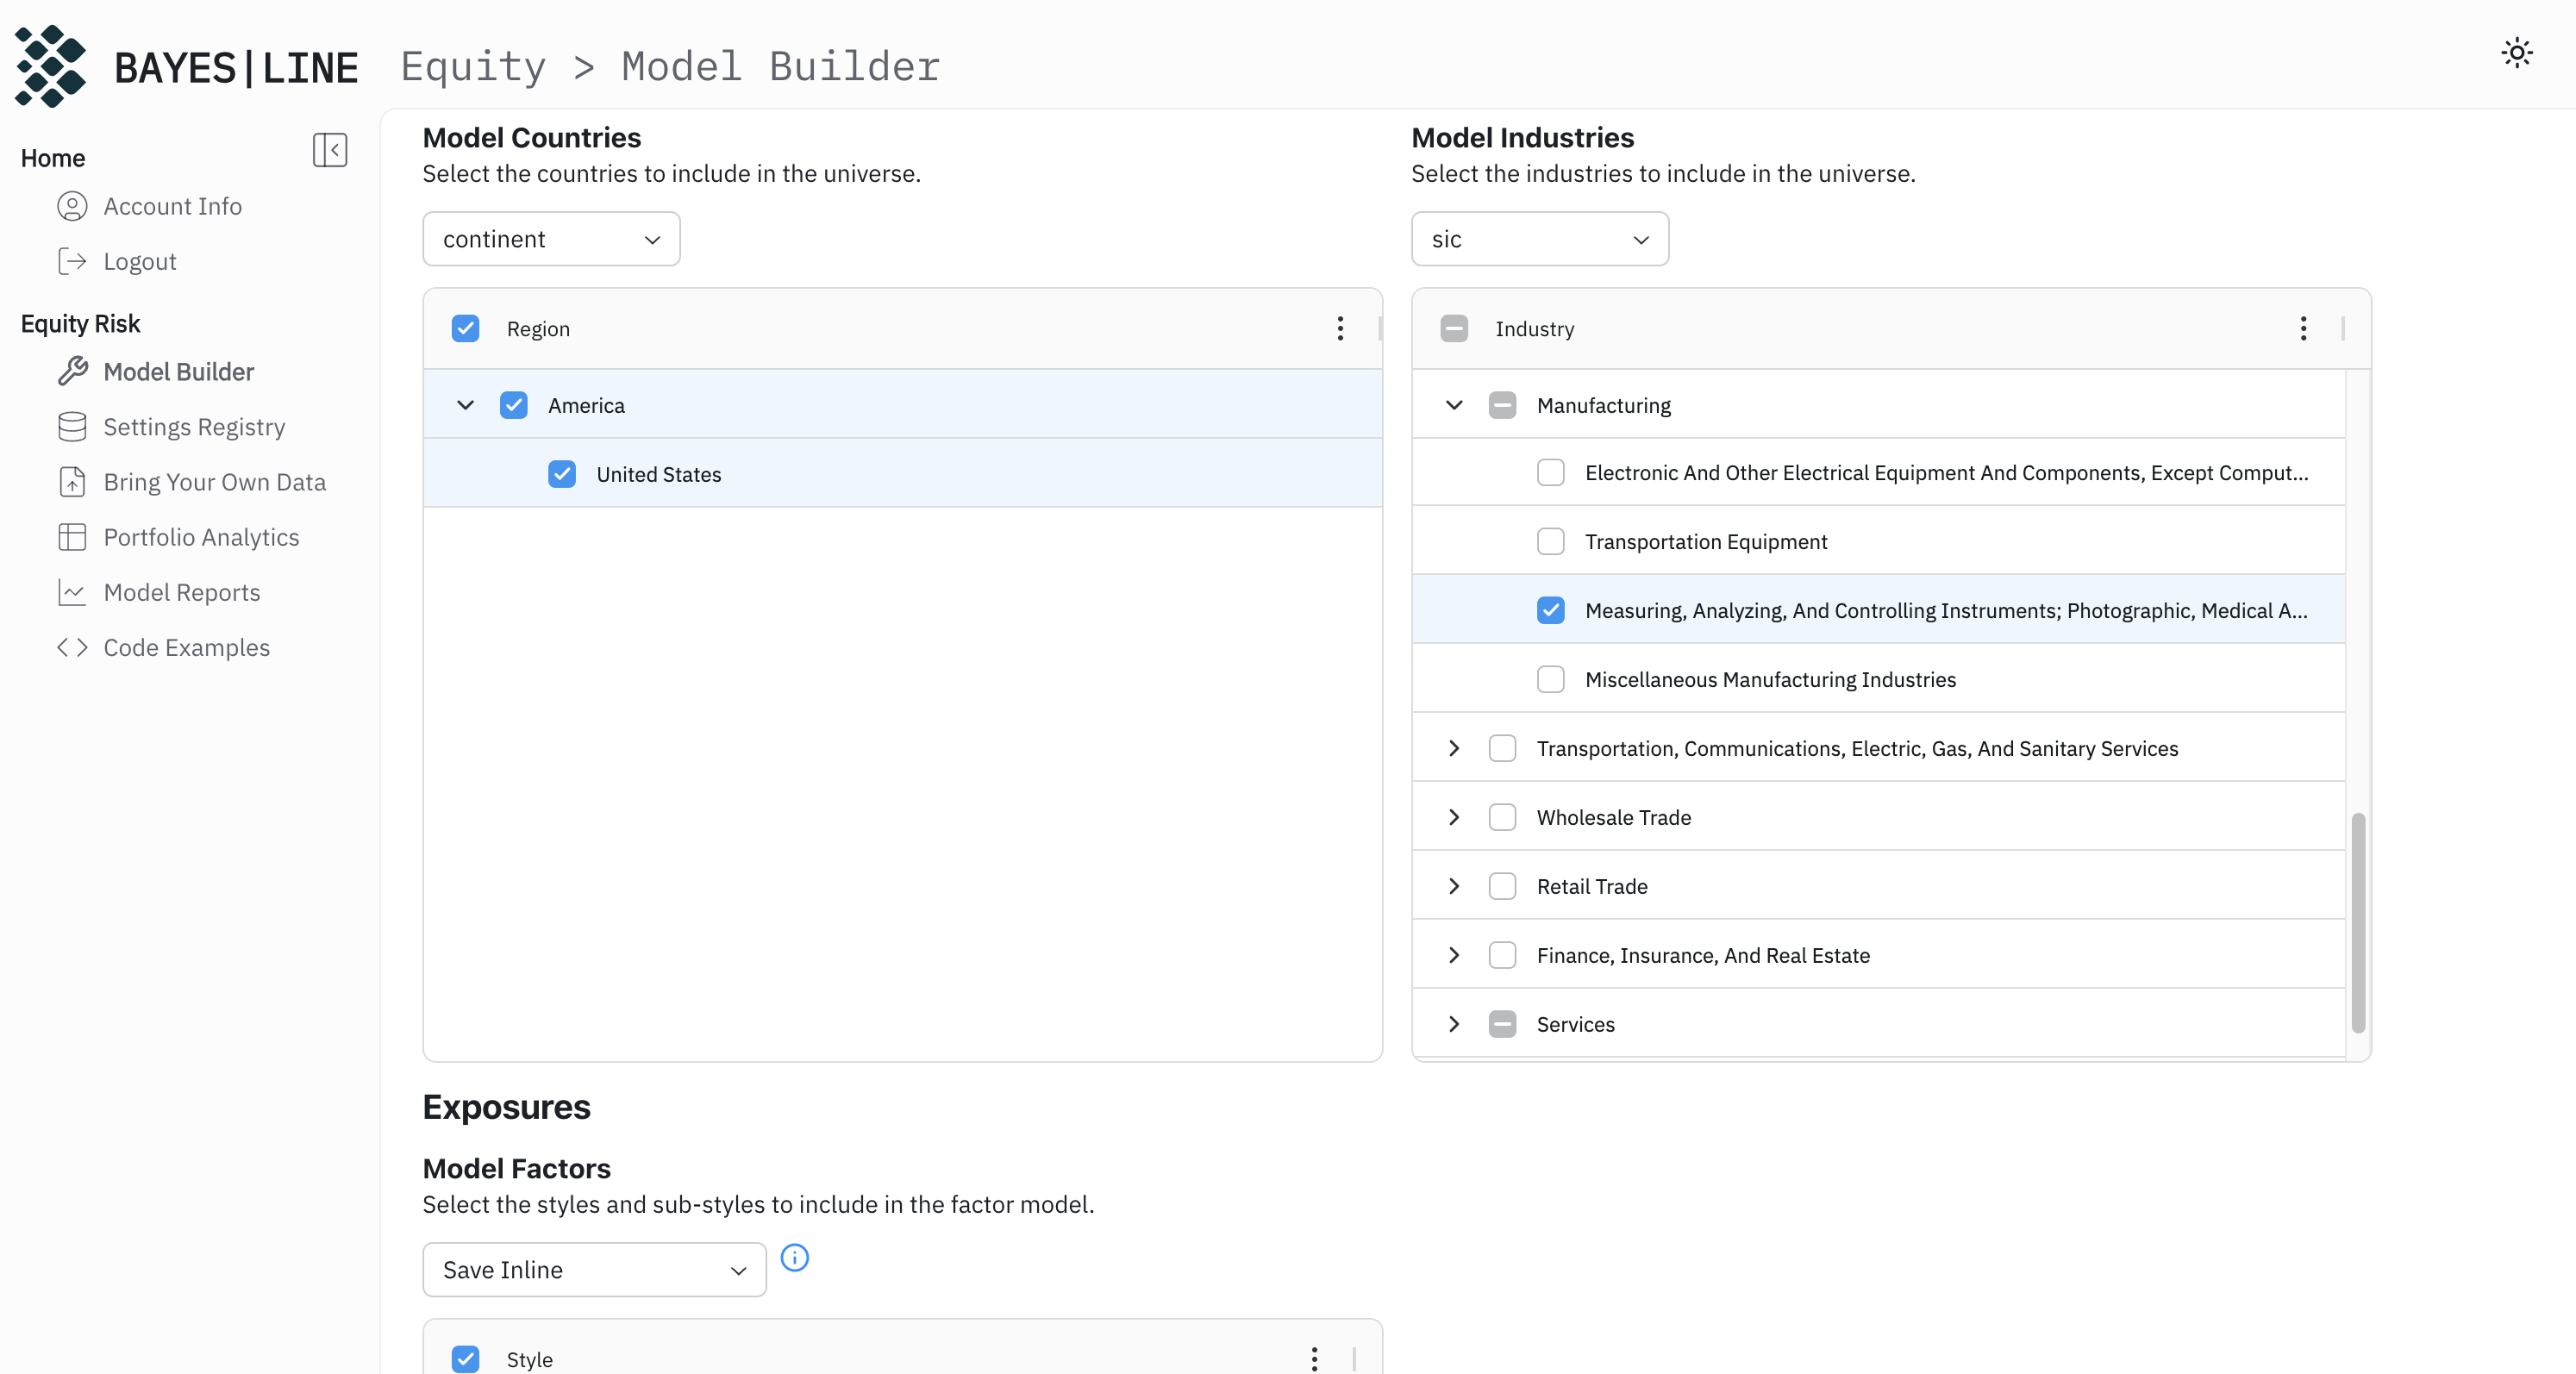 BAYES|LINE
Equity > Model Builder
Home
Account Info
Logout
Equity Risk
Model Builder
Settings Registry
Bring Your Own Data
Portfolio Analytics
Model Reports
Code Examples
Model Countries
Select the countries to include in the universe.
continent
Region
America
United States
Model Industries
Select the industries to include in the universe.
sic
Industry
Manufacturing
Electronic And Other Electrical Equipment And Components, Except Comput...
Transportation Equipment
Measuring, Analyzing, And Controlling Instruments; Photographic, Medical A...
Miscellaneous Manufacturing Industries
Transportation, Communications, Electric, Gas, And Sanitary Services
Wholesale Trade
Retail Trade
Finance, Insurance, And Real Estate
Services
Exposures
Model Factors
Select the styles and sub-styles to include in the factor model.
Save Inline
Style